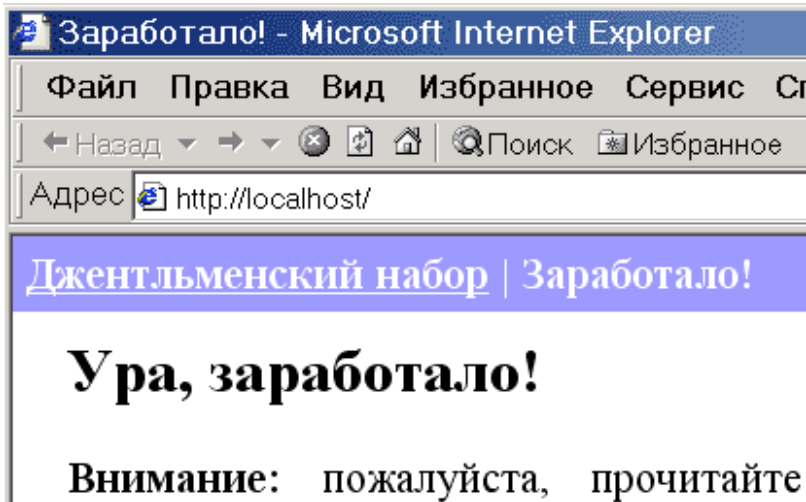 Заработало! - Microsoft Internet Explorer
Файл Правка Вид Избранное Сервис
Назад Поиск Избранное
Адрес http://localhost/
Джентльменский набор | Заработало!
Ура, заработало!
Внимание: пожалуйста, прочитайте